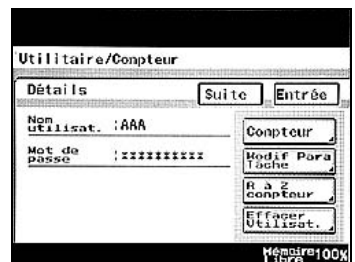 Utilitaire/Compteur
Détails
Suite
Entrée
Nom utilisat. :AAA
Mot de passe :xxxxxxxxxx
Compteur
Modif Para Tâche
R à Z compteur
Effacer Utilisat.
Mémoire Libre 100%